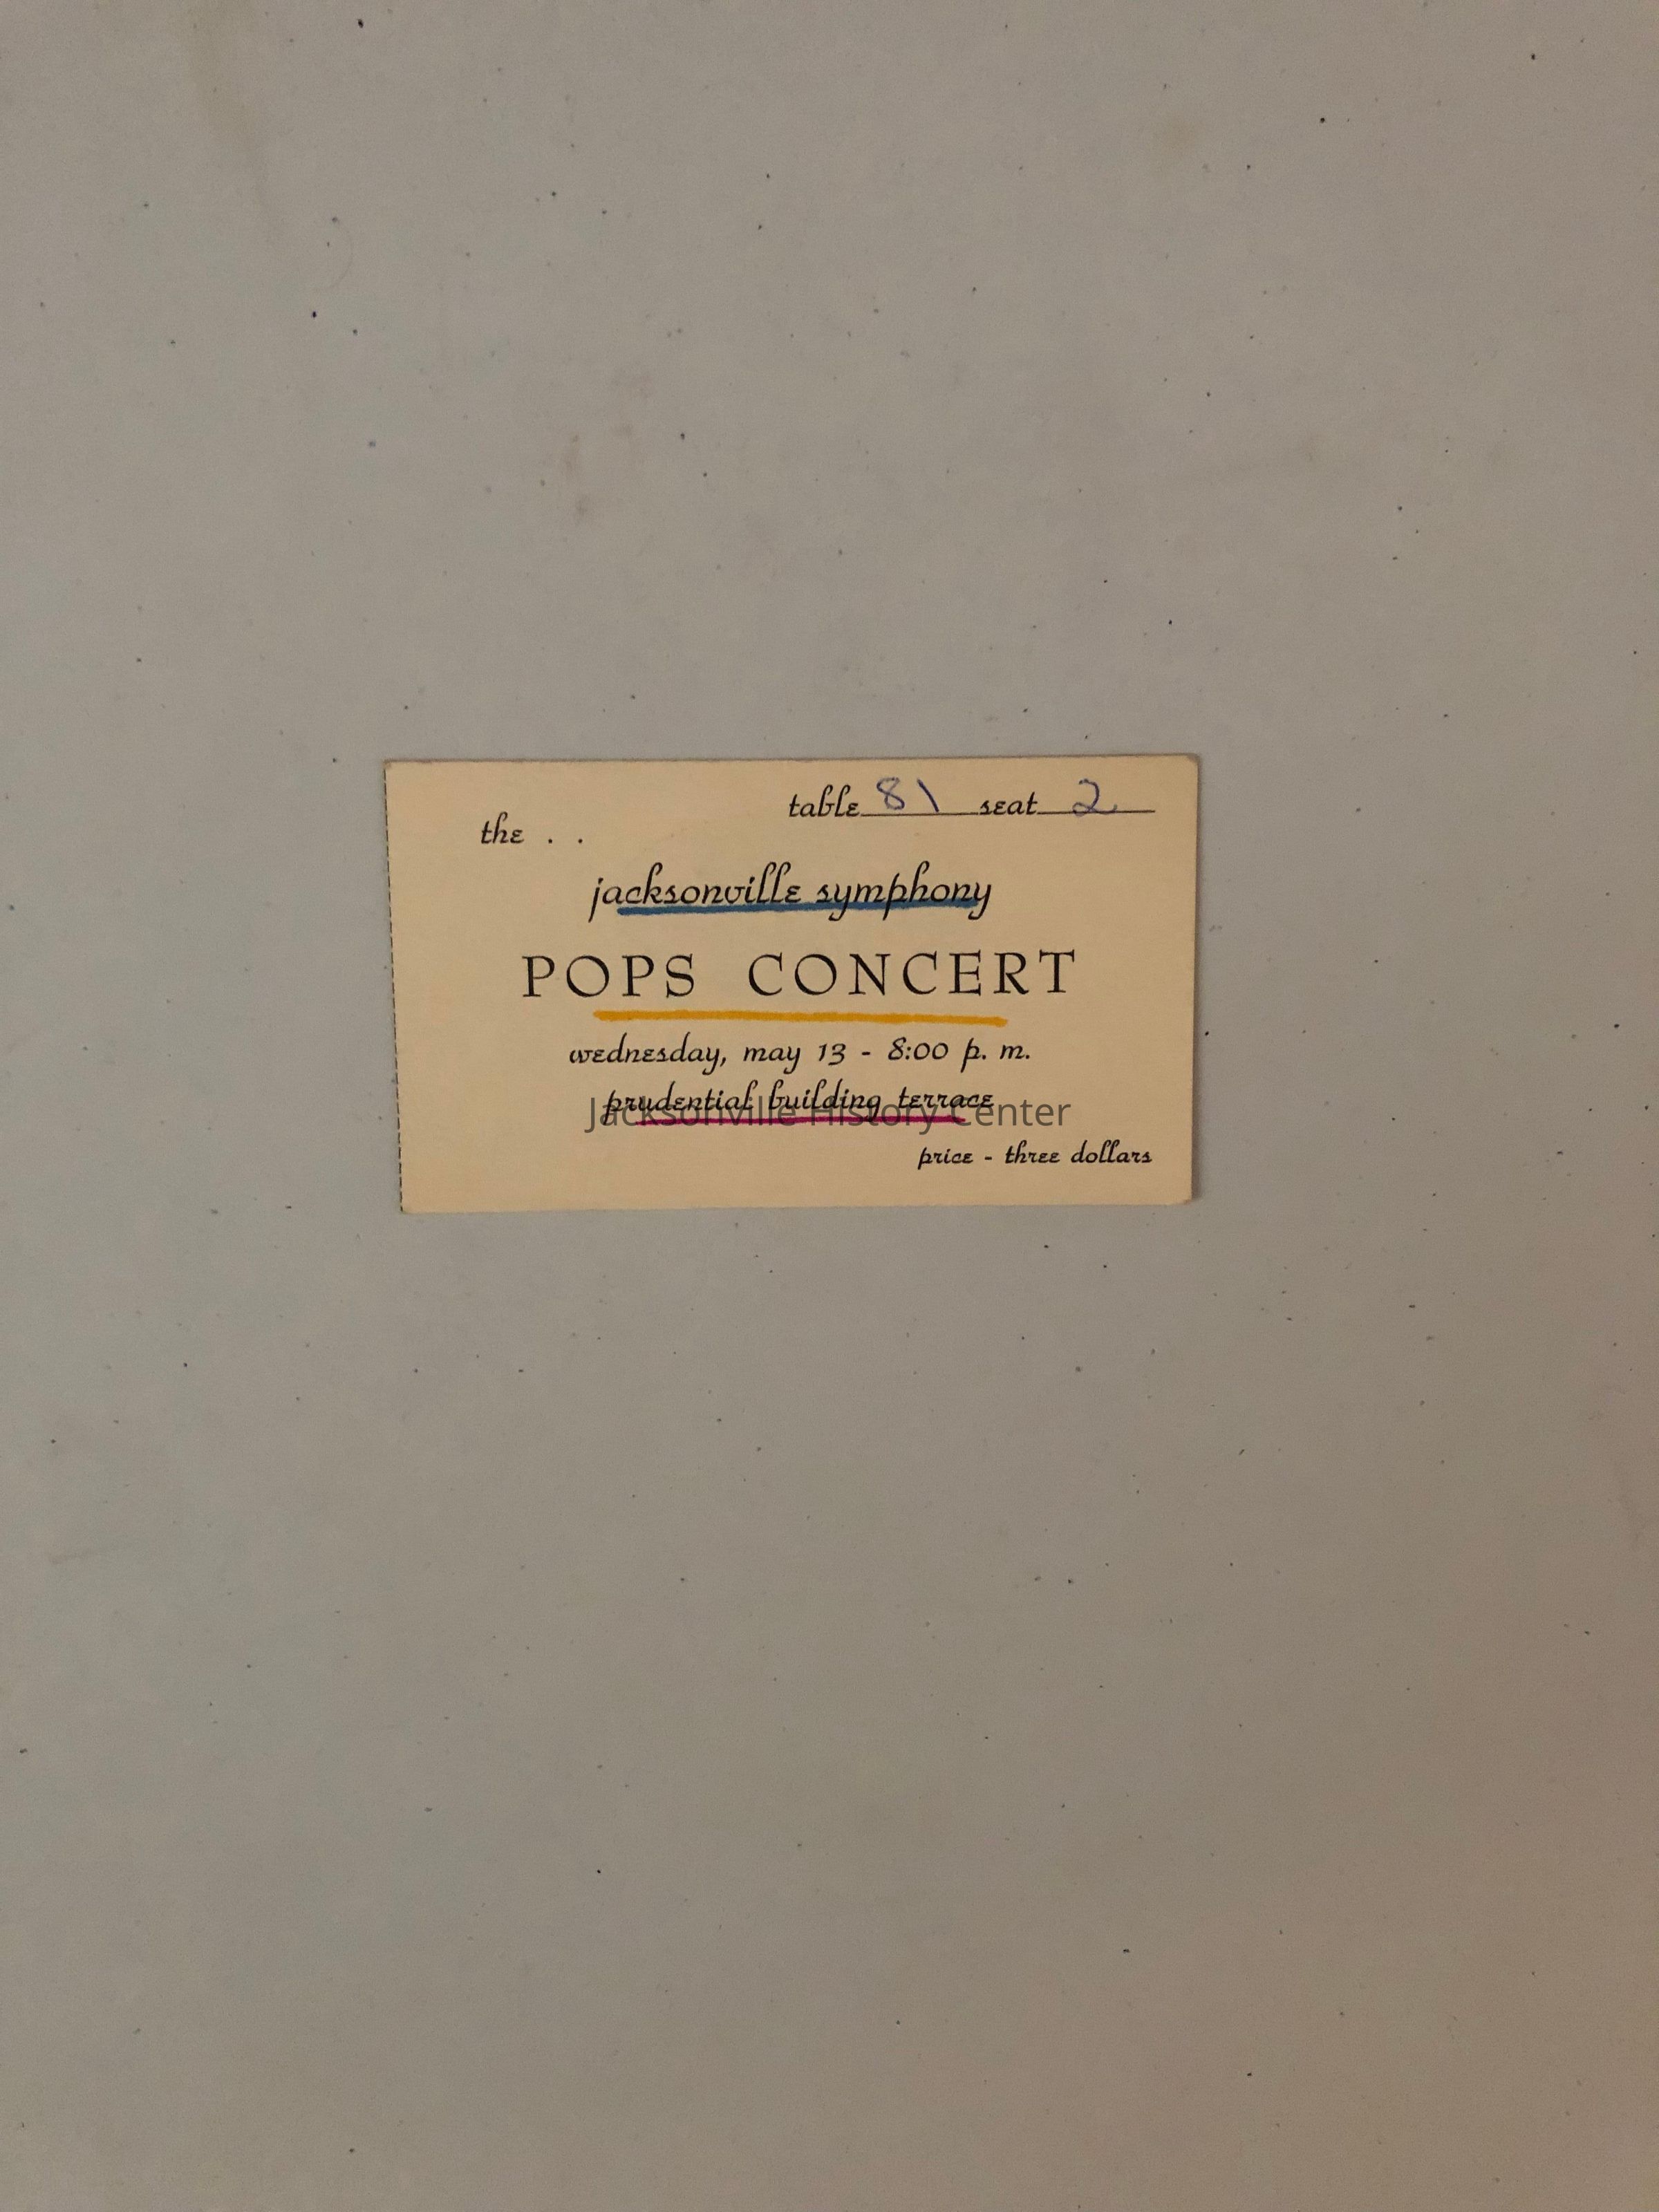 table 81 seat 2
the . .
jacksonville symphony
POPS CONCERT
wednesday, may 13 - 8:00 p. m.
prudential building terrace
Jacksonville History Center
price - three dollars